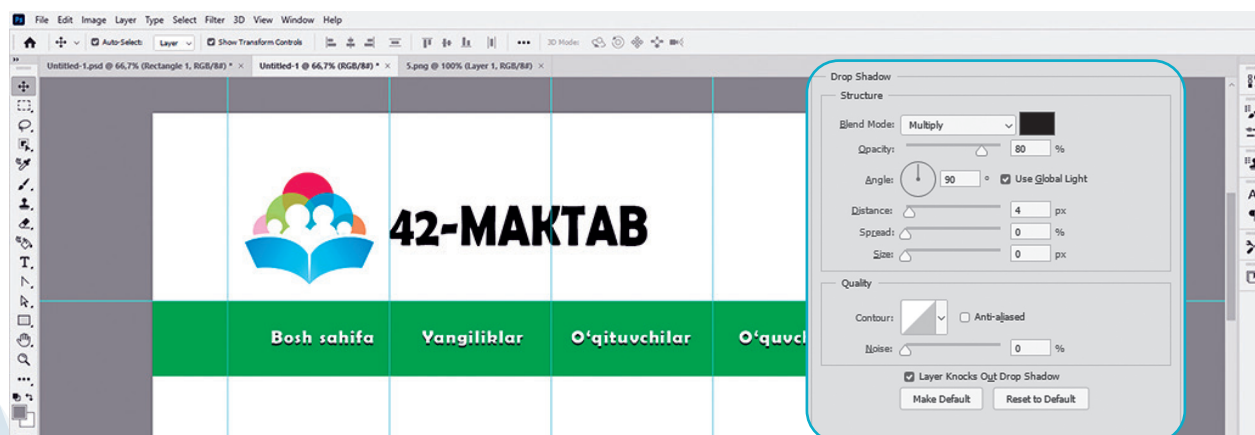 Ps File Edit Image Layer Type Select Filter 3D View Window Help
Auto-Select: Layer Show Transform Controls 3D Mode:
Untitled-1.psd @ 66,7% (Rectangle 1, RGB/8#) * × Untitled-1 @ 66,7% (RGB/8#) * × 5.png @ 100% (Layer 1, RGB/8#) ×
42-MAKTAB
Bosh sahifa Yangiliklar Oʻqituvchilar Oʻquvc
Drop Shadow
Structure
Blend Mode: Multiply
Opacity: 80 %
Angle: 90 ° Use Global Light
Distance: 4 px
Spread: 0 %
Size: 0 px
Quality
Contour: Anti-aliased
Noise: 0 %
Layer Knocks Out Drop Shadow
Make Default Reset to Default